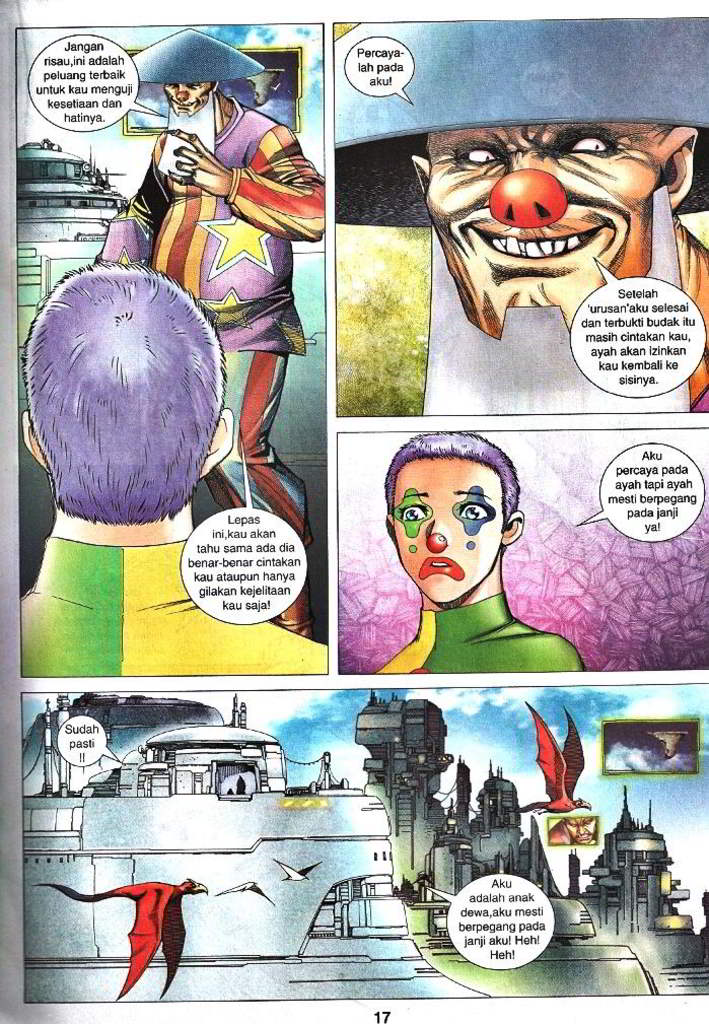 Jangan
risau,ini adalah
peluang terbaik
untuk kau menguji
kesetiaan dan
hatinya.
Lepas
ini,kau akan
tahu sama ada dia
benar-benar cintakan
kau ataupun hanya
gilakan kejelitaan
kau saja!
Percaya-
lah pada
aku!
Setelah
'urusan'aku selesai
dan terbukti budak itu
masih cintakan kau,
ayah akan izinkan
kau kembali ke
sisinya.
Aku
percaya pada
ayah tapi ayah
mesti berpegang
pada janji
ya!
Sudah
pasti
!!
Aku
adalah anak
dewa,aku mesti
berpegang pada
janji aku! Heh!
Heh!
17